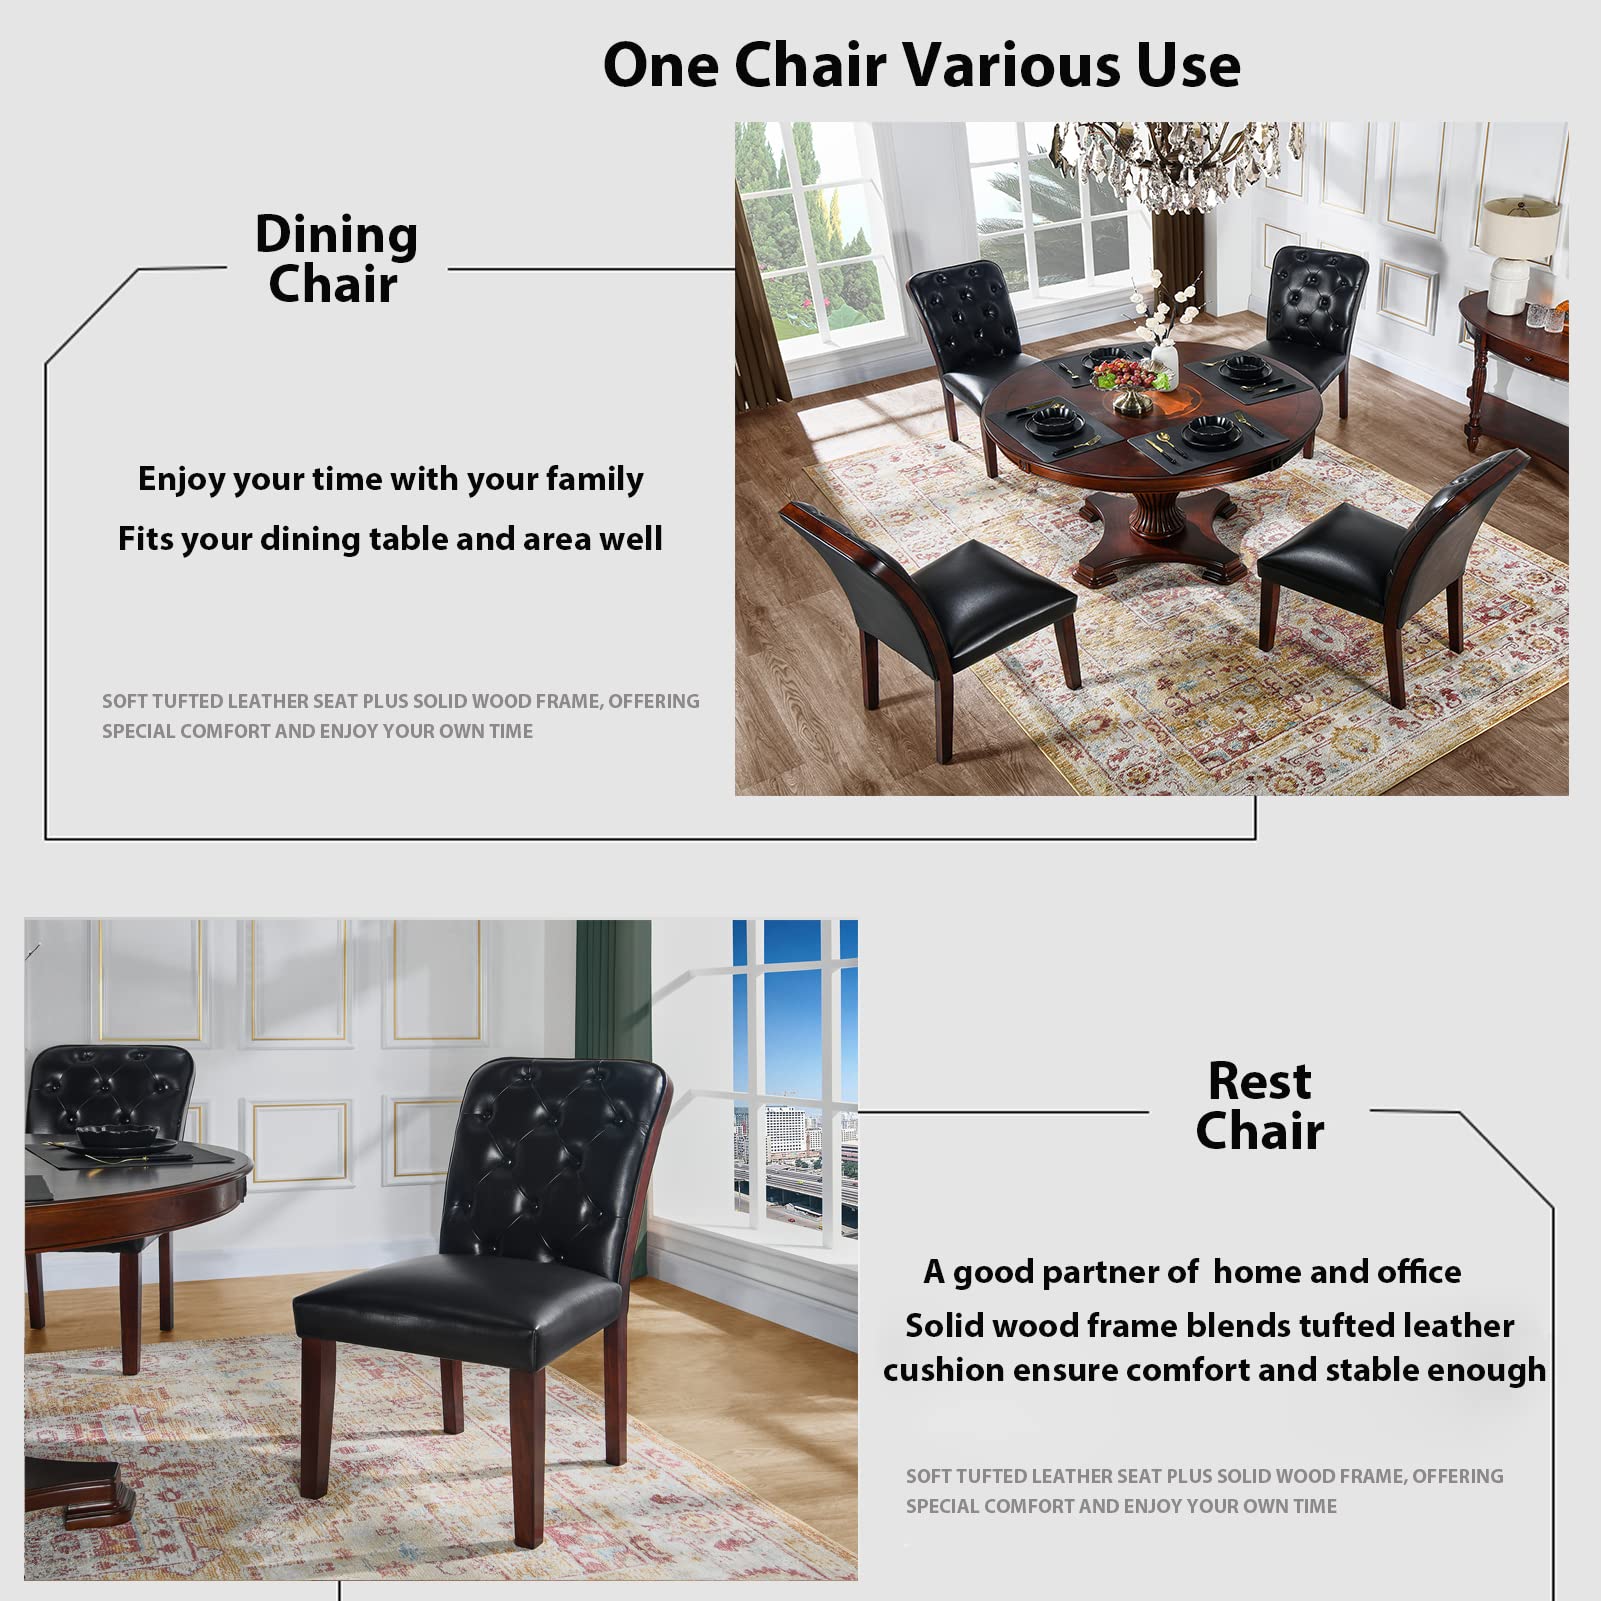 One Chair Various Use
Dining
Chair
Enjoy your time with your family
Fits your dining table and area well
SOFT TUFTED LEATHER SEAT PLUS SOLID WOOD FRAME, OFFERING
SPECIAL COMFORT AND ENJOY YOUR OWN TIME
Rest
Chair
A good partner of home and office
Solid wood frame blends tufted leather
cushion ensure comfort and stable enough
SOFT TUFTED LEATHER SEAT PLUS SOLID WOOD FRAME, OFFERING
SPECIAL COMFORT AND ENJOY YOUR OWN TIME